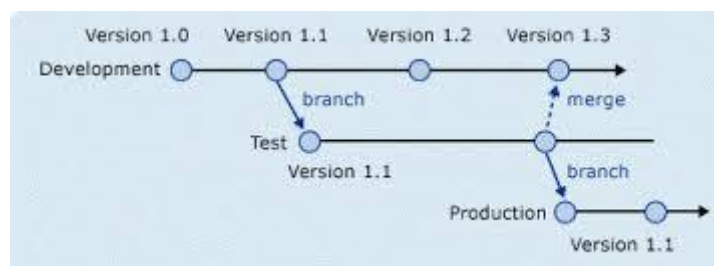 Version 1.0 Version 1.1 Version 1.2 Version 1.3
Development
branch
merge
Test
Version 1.1
branch
Production
Version 1.1